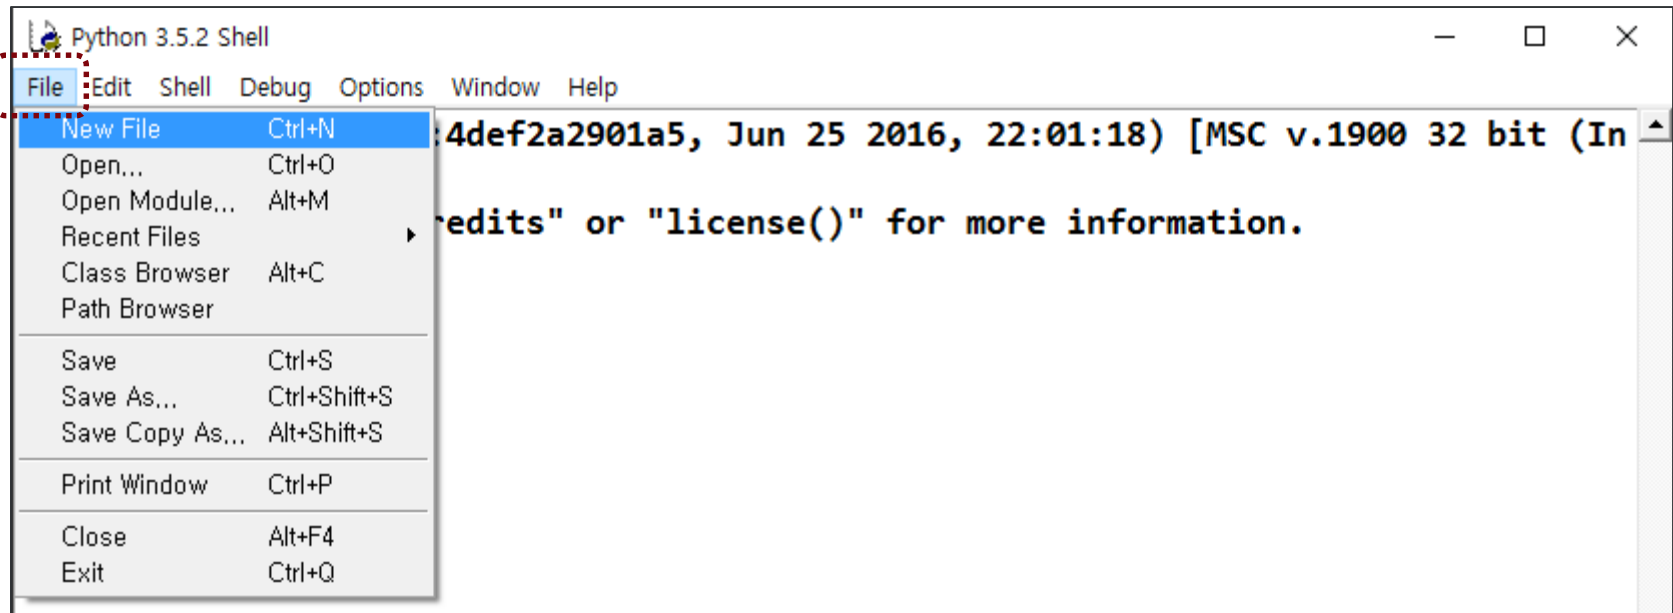 Python 3.5.2 Shell
File Edit Shell Debug Options Window Help
New File Ctrl+N
:4def2a2901a5, Jun 25 2016, 22:01:18) [MSC v.1900 32 bit (In
Open... Ctrl+O
Open Module... Alt+M
Recent Files
redits" or "license()" for more information.
Class Browser Alt+C
Path Browser
Save Ctrl+S
Save As... Ctrl+Shift+S
Save Copy As... Alt+Shift+S
Print Window Ctrl+P
Close Alt+F4
Exit Ctrl+Q